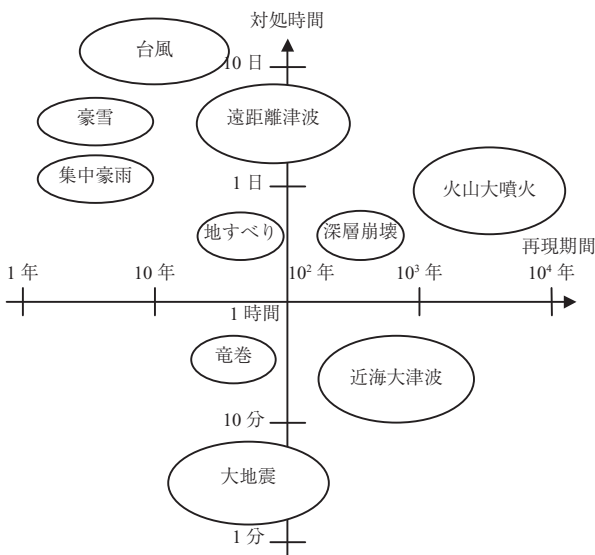 対処時間
台風
10 日
豪雪
遠距離津波
集中豪雨
1 日
火山大噴火
地すべり
深層崩壊
再現期間
1 年
10 年
10² 年
10³ 年
10⁴ 年
1 時間
竜巻
近海大津波
10 分
大地震
1 分